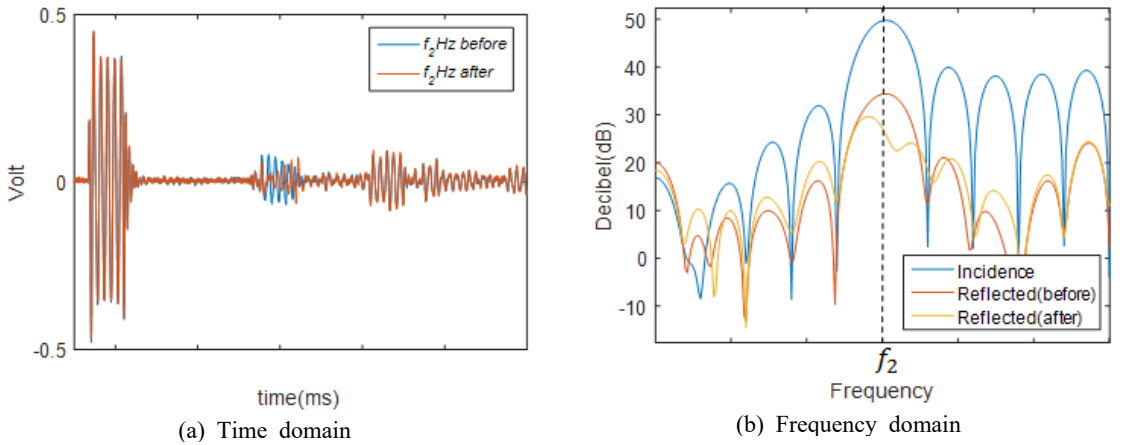 0.5
f2Hz before
f2Hz after
Volt
0
-0.5
time(ms)
(a) Time domain
50
40
30
20
10
0
-10
Decibel(dB)
Incidence
Reflected(before)
Reflected(after)
f2
Frequency
(b) Frequency domain